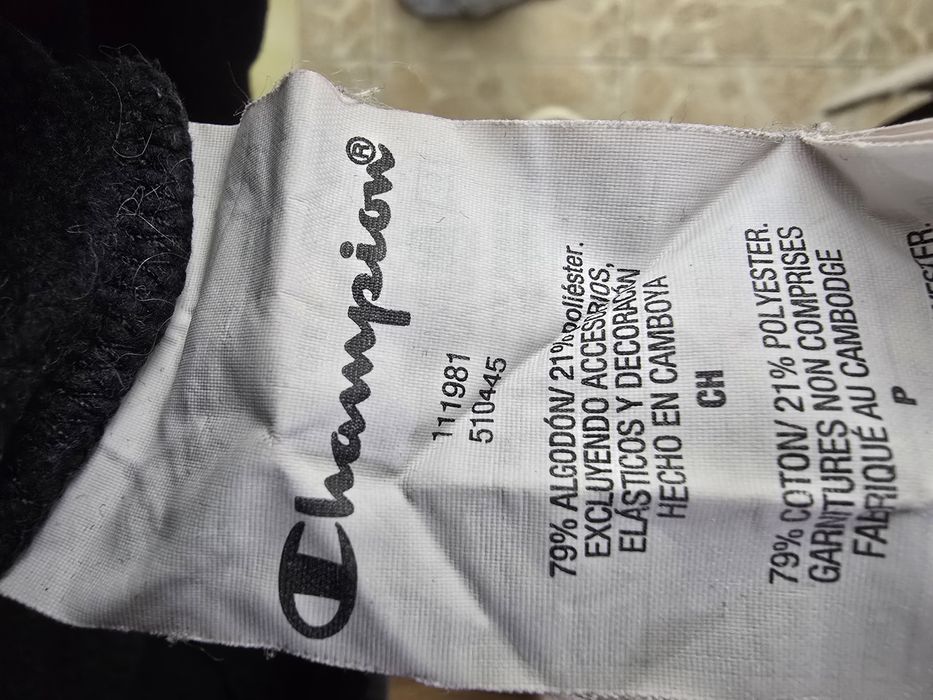 Champion®
111981
510445
79% ALGODÓN/ 21% poliéster.
EXCLUYENDO ACCESORIOS,
ELÁSTICOS Y DECORACIÓN
HECHO EN CAMBOYA
CH
79% COTON/ 21% POLYESTER.
GARNITURES NON COMPRISES
FABRIQUÉ AU CAMBODGE
P